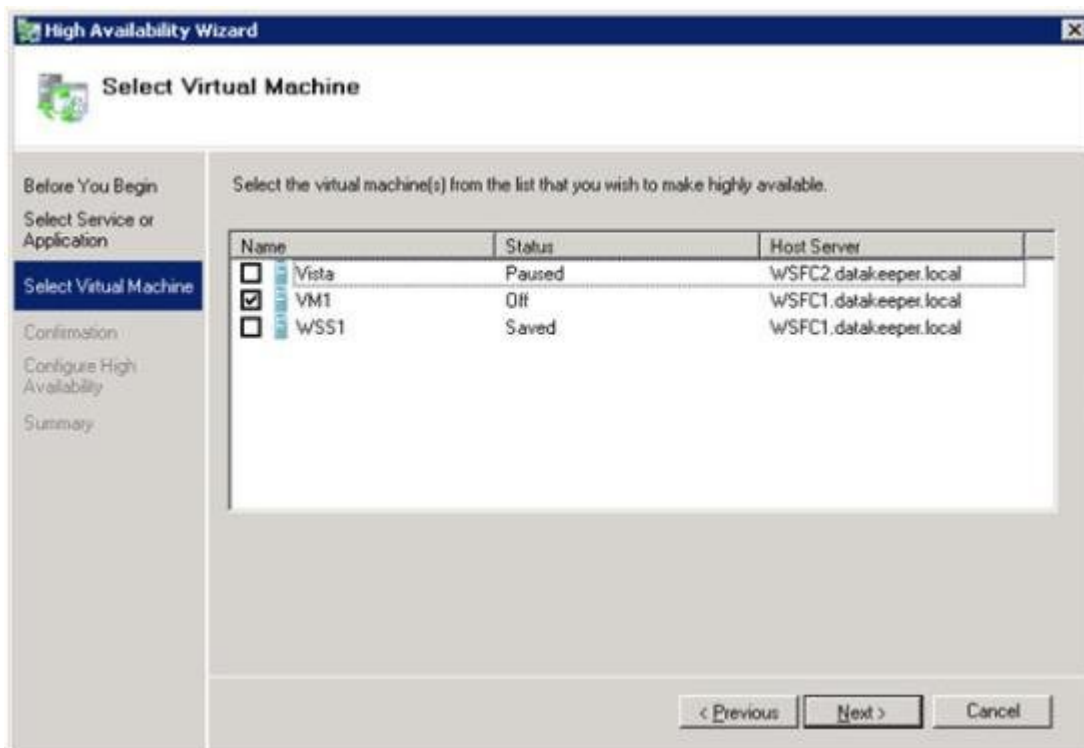 High Availability Wizard
Select Virtual Machine
Before You Begin
Select Service or
Application
Select Virtual Machine
Confirmation
Configure High
Availability
Summary
Select the virtual machine(s) from the list that you wish to make highly available.
Name Status Host Server
Vista Paused WSFC2.datakeeper.local
VM1 Off WSFC1.datakeeper.local
WSS1 Saved WSFC1.datakeeper.local
< Previous Next > Cancel